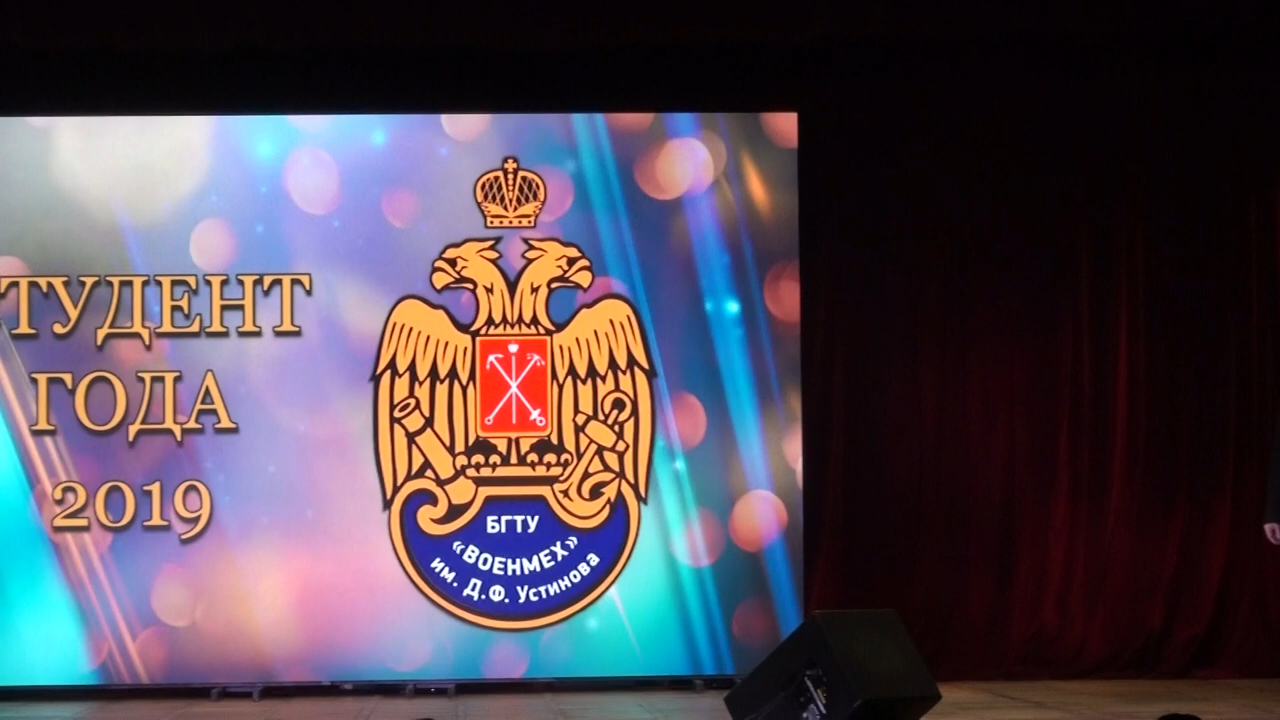 ТУДЕНТ
ГОДА
2019
БГТУ
«ВОЕНМЕХ»
им. Д.Ф. Устинова